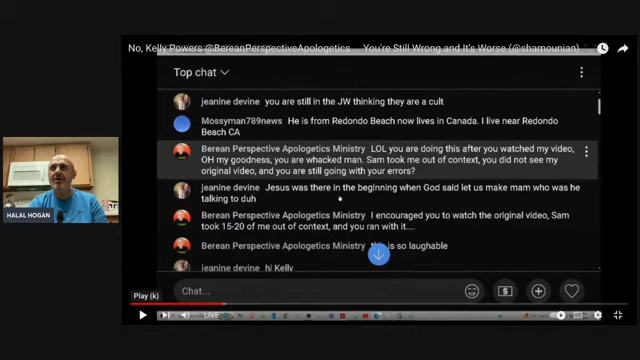 No, Kelly Powers @BereanPerspectiveApologetics You're Still Wrong and It's Worse (@shamounian)
Top chat
jeanine devine you are still in the JW thinking they are a cult
Mossyman789news He is from Redondo Beach now lives in Canada. I live near Redondo
Beach CA
Berean Perspective Apologetics Ministry LOL you are doing this after you watched my video,
OH my goodness, you are whacked man. Sam took me out of context, you did not see my
original video, and you are still going with your errors?
jeanine devine Jesus was there in the beginning when God said let us make mam who was he
talking to duh
Berean Perspective Apologetics Ministry I encouraged you to watch the original video, Sam
took 15-20 of me out of context, and you ran with it....
Berean Perspective Apologetics Ministry this is so laughable
jeanine devine hi Kelly
Chat...
HALAL HOGAN
Play (k)
LIVE